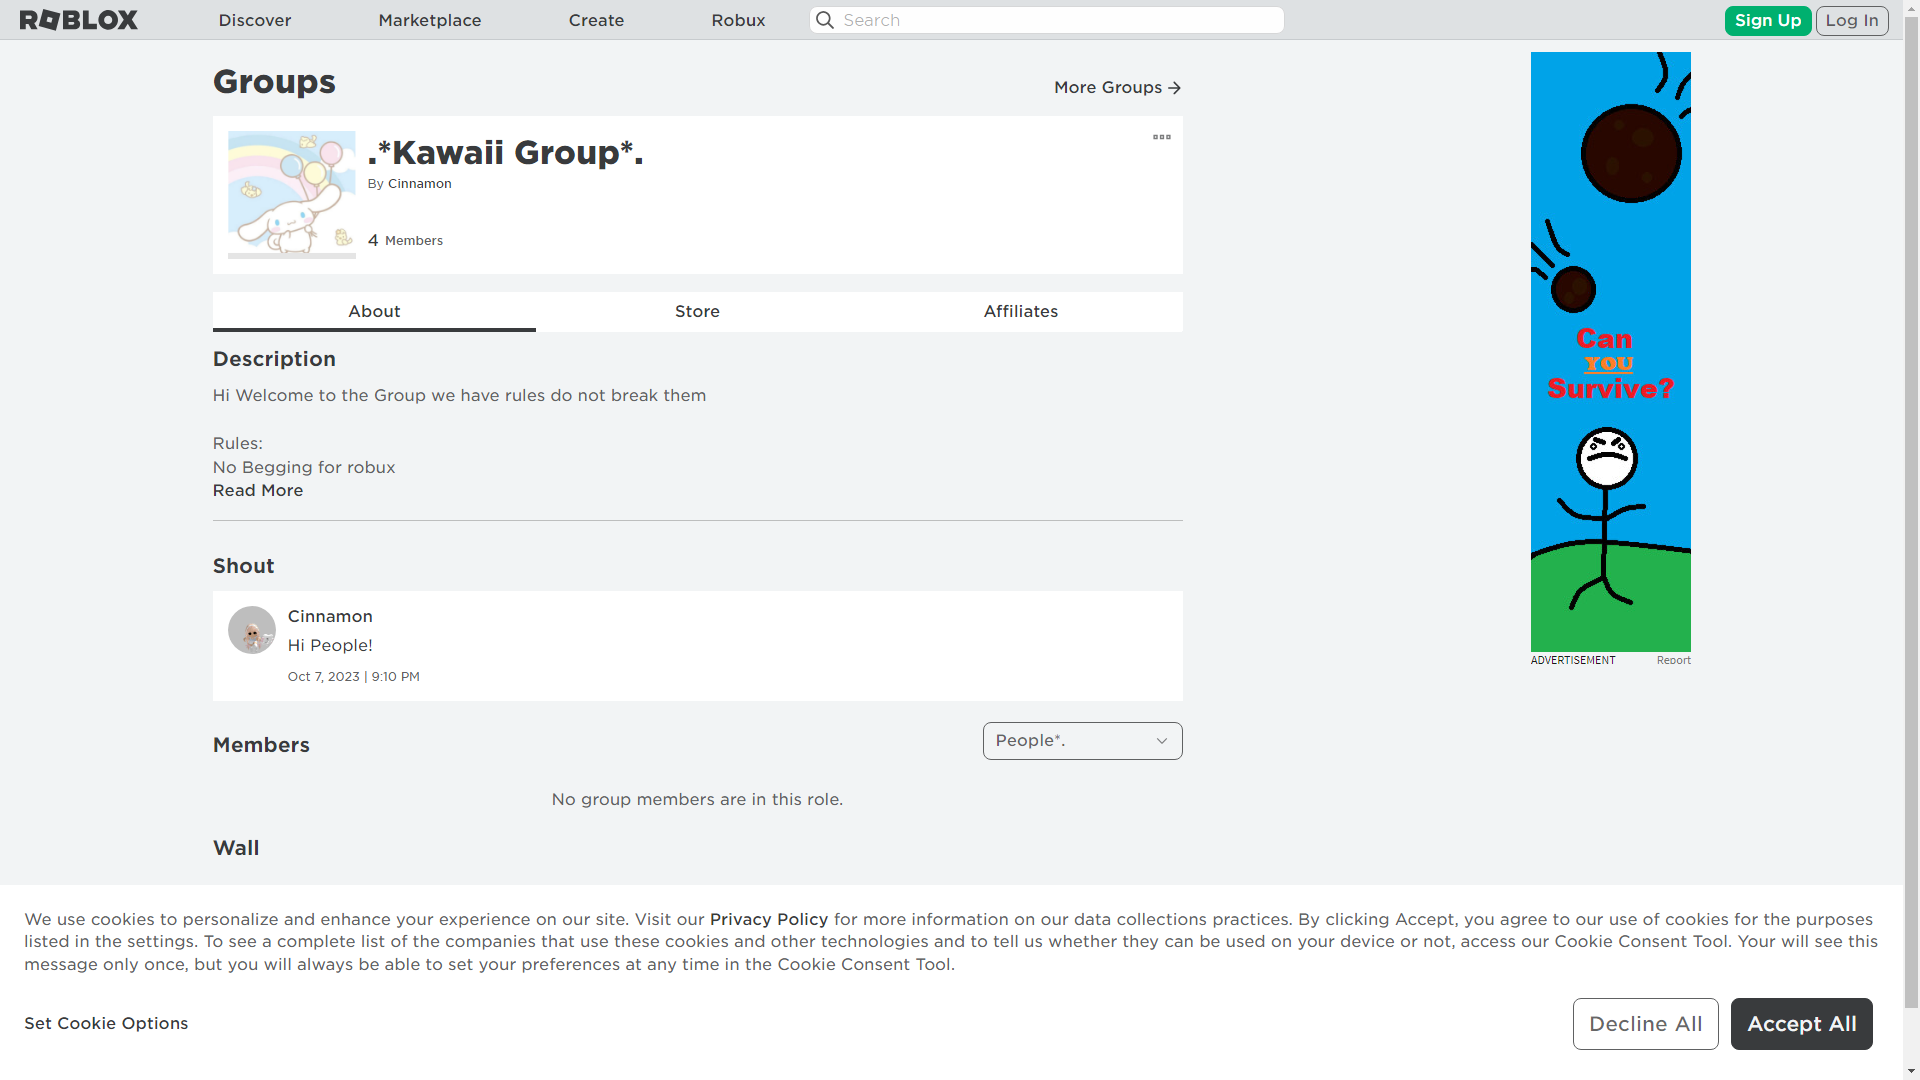 ROBLOX
Discover
Marketplace
Create
Robux
Search
Sign Up
Log In
Groups
More Groups
.*Kawaii Group*.
By Cinnamon
4 Members
About
Store
Affiliates
Description
Hi Welcome to the Group we have rules do not break them
Rules:
No Begging for robux
Read More
Shout
Cinnamon
Hi People!
Oct 7, 2023 | 9:10 PM
Members
People*.
No group members are in this role.
Wall
Can
YOU
Survive?
ADVERTISEMENT
Report
We use cookies to personalize and enhance your experience on our site. Visit our Privacy Policy for more information on our data collections practices. By clicking Accept, you agree to our use of cookies for the purposes
listed in the settings. To see a complete list of the companies that use these cookies and other technologies and to tell us whether they can be used on your device or not, access our Cookie Consent Tool. Your will see this
message only once, but you will always be able to set your preferences at any time in the Cookie Consent Tool.
Set Cookie Options
Decline All
Accept All